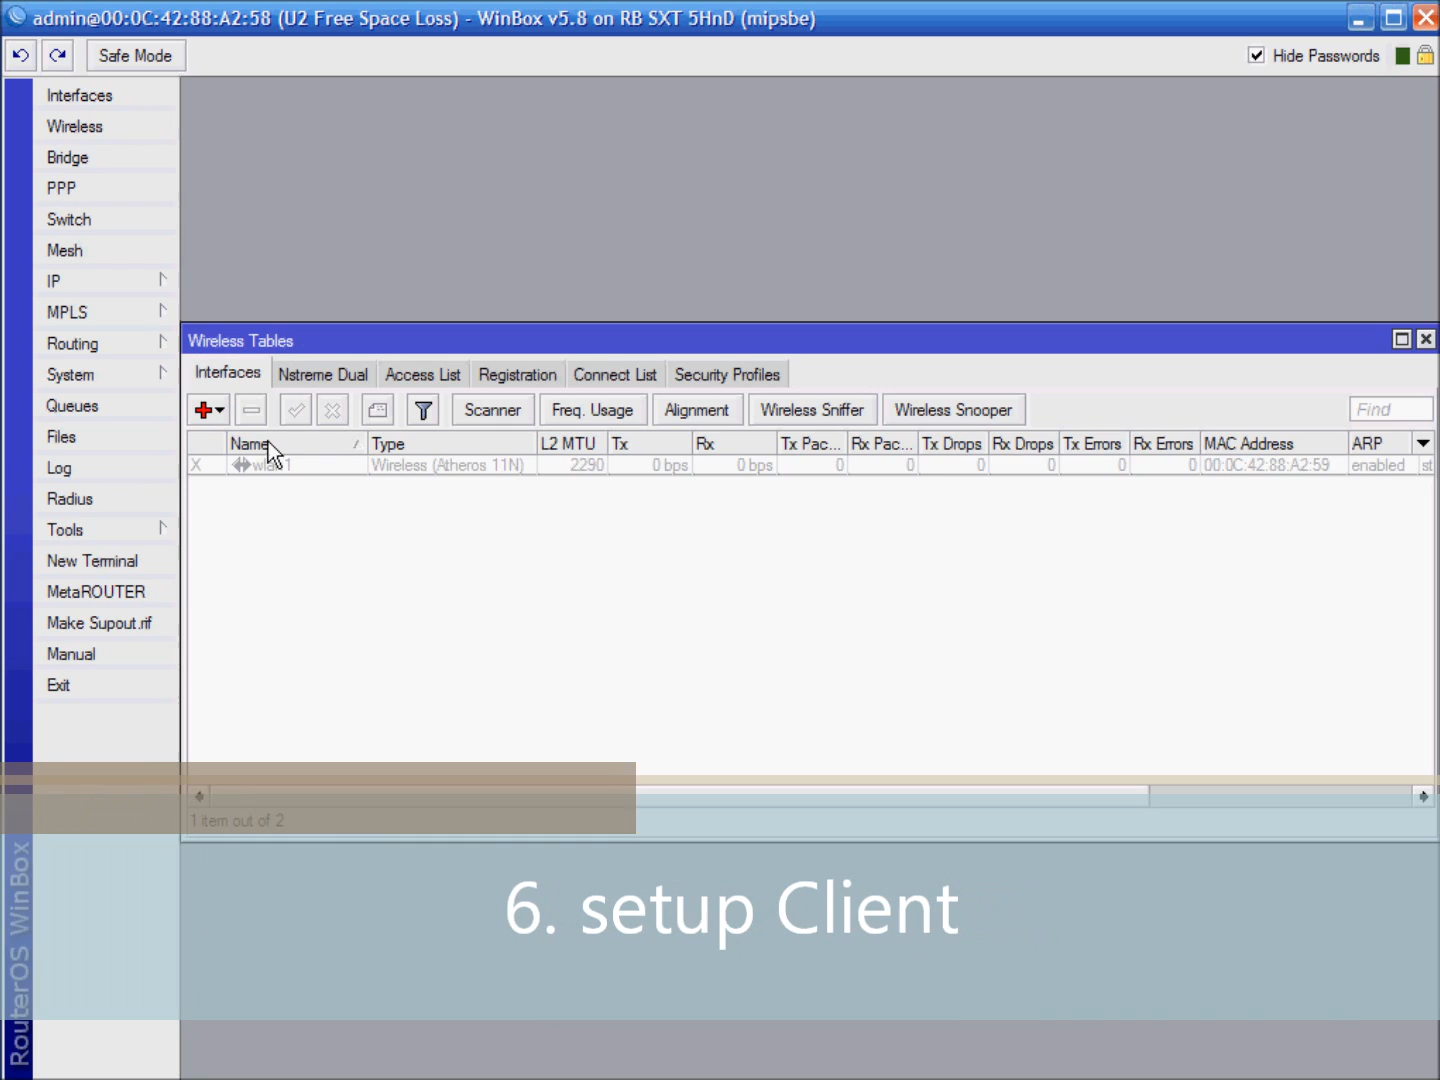 admin@00:0C:42:88:A2:58 (U2 Free Space Loss) - WinBox v5.8 on RB SXT 5HnD (mipsbe)
Safe Mode
Hide Passwords
Interfaces
Wireless
Bridge
PPP
Switch
Mesh
IP
MPLS
Routing
System
Queues
Files
Log
Radius
Tools
New Terminal
MetaROUTER
Make Supout.rif
Manual
Exit
RouterOS WinBox
Wireless Tables
Interfaces Nstreme Dual Access List Registration Connect List Security Profiles
Scanner Freq. Usage Alignment Wireless Sniffer Wireless Snooper Find
Name Type L2 MTU Tx Rx Tx Pac... Rx Pac... Tx Drops Rx Drops Tx Errors Rx Errors MAC Address ARP
X Wireless (Atheros 11N) 2290 0 bps 0 bps 0 0 0 0 0 0 00:0C:42:88:A2:59 enabled st
1 item out of 2
6. setup Client